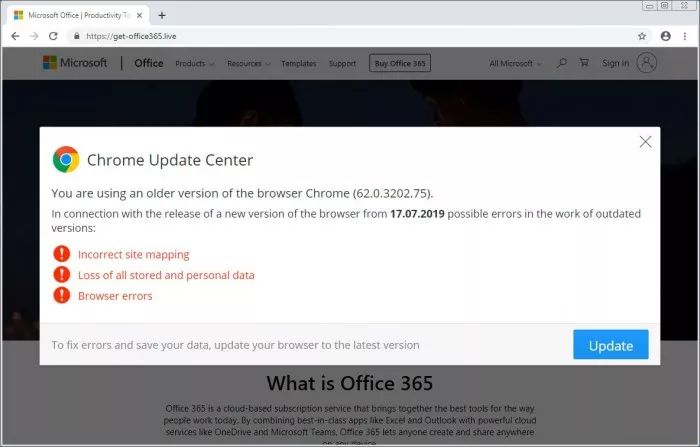 Microsoft Office | Productivity To
https://get-office365.live
Microsoft Office Products Resources Templates Support Buy Office 365 All Microsoft Sign in
Chrome Update Center
You are using an older version of the browser Chrome (62.0.3202.75).
In connection with the release of a new version of the browser from 17.07.2019 possible errors in the work of outdated
versions:
Incorrect site mapping
Loss of all stored and personal data
Browser errors
To fix errors and save your data, update your browser to the latest version Update
What is Office 365
Office 365 is a cloud-based subscription service that brings together the best tools for the way
people work today. By combining best-in-class apps like Excel and Outlook with powerful cloud
services like OneDrive and Microsoft Teams, Office 365 lets anyone create and share anywhere
on any device.